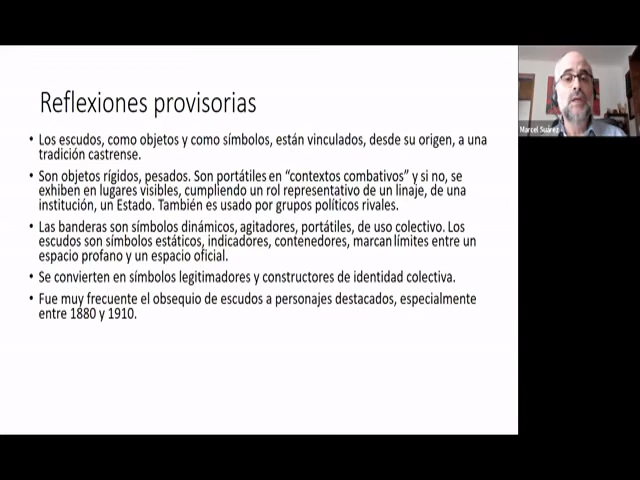 Reflexiones provisorias
• Los escudos, como objetos y como símbolos, están vinculados, desde su origen, a una
tradición castrense.
• Son objetos rígidos, pesados. Son portátiles en “contextos combativos” y si no, se
exhiben en lugares visibles, cumpliendo un rol representativo de un linaje, de una
institución, un Estado. También es usado por grupos políticos rivales.
• Las banderas son símbolos dinámicos, agitadores, portátiles, de uso colectivo. Los
escudos son símbolos estáticos, indicadores, contenedores, marcan límites entre un
espacio profano y un espacio oficial.
• Se convierten en símbolos legitimadores y constructores de identidad colectiva.
• Fue muy frecuente el obsequio de escudos a personajes destacados, especialmente
entre 1880 y 1910.
Marcel Suárez